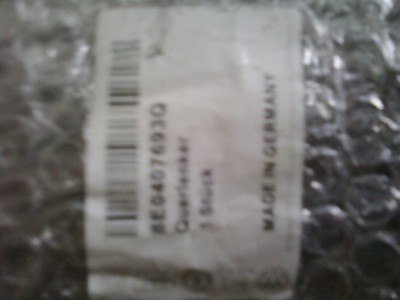 8E0407693Q
Querlenker
1 Stück
MADE IN GERMANY